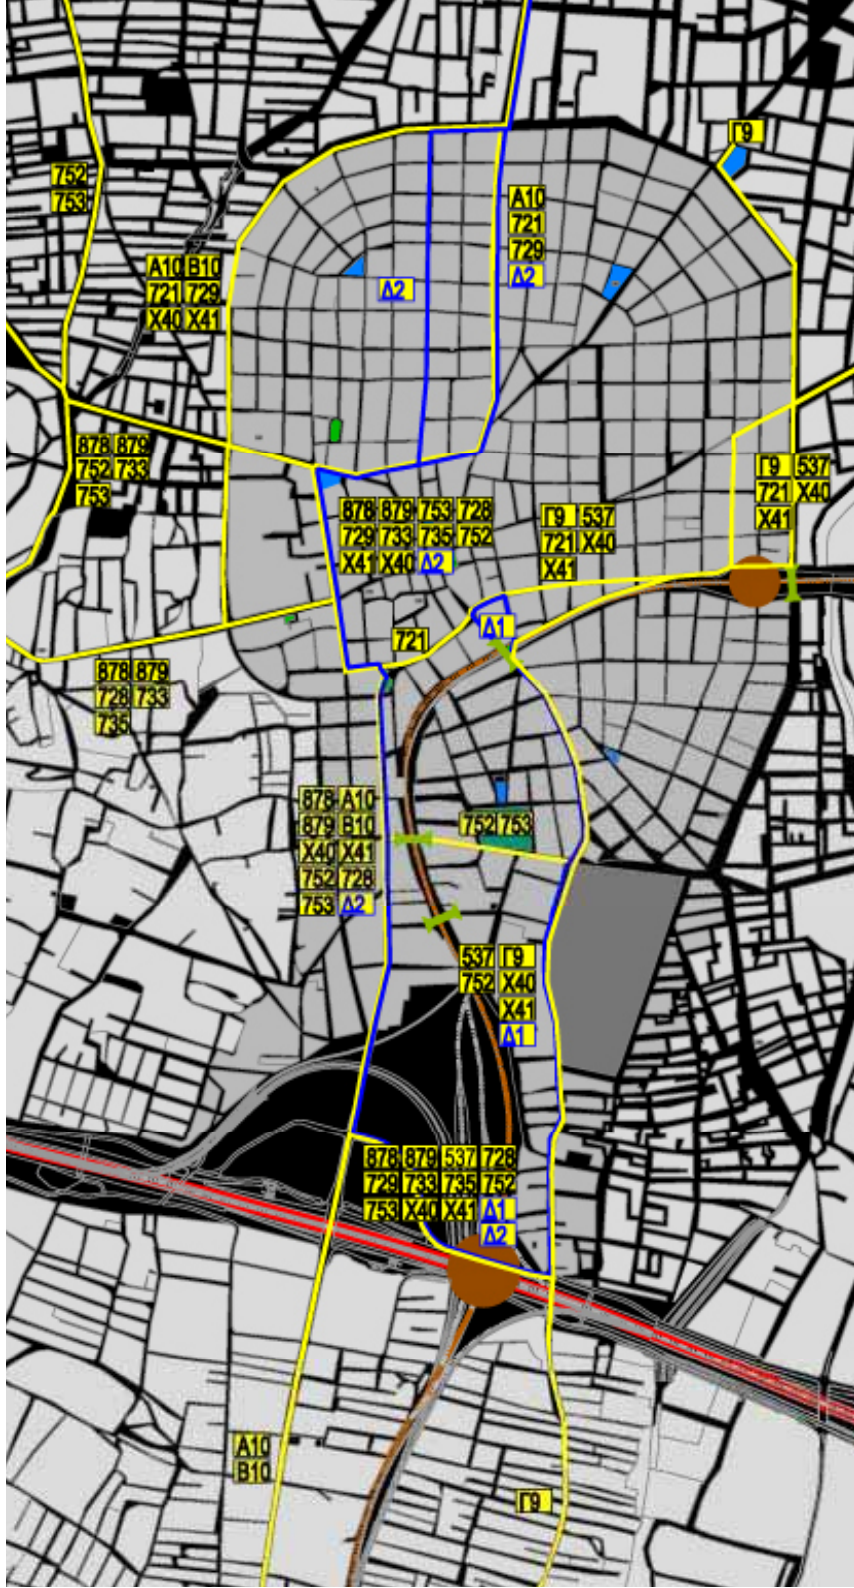 Γ9
752
753
Α10
721
729
Δ2
Α10 Β10
721 729
Χ40 Χ41
Δ2
878 879
752 733
753
Γ9 537
721 Χ40
Χ41
878 879 753 728
729 733 735 752
Χ41 Χ40 Δ2
Γ9 537
721 Χ40
Χ41
Δ1
721
878 879
728 733
735
878 Α10
879 Β10
Χ40 Χ41
752 728
753 Δ2
752 753
537 Γ9
752 Χ40
Χ41
Δ1
878 879 537 728
729 733 735 752
753 Χ40 Χ41 Δ1
Δ2
Α10
Β10
Γ9